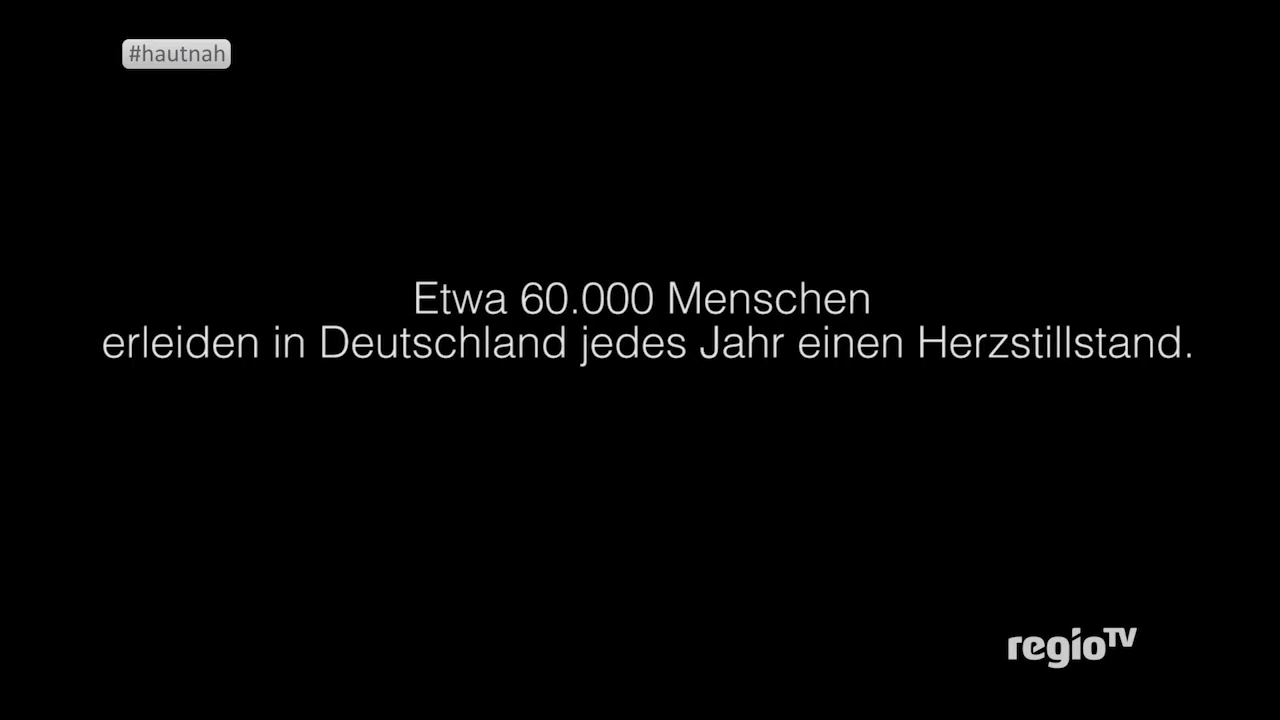 #hautnah
Etwa 60.000 Menschen
erleiden in Deutschland jedes Jahr einen Herzstillstand.
regioTV